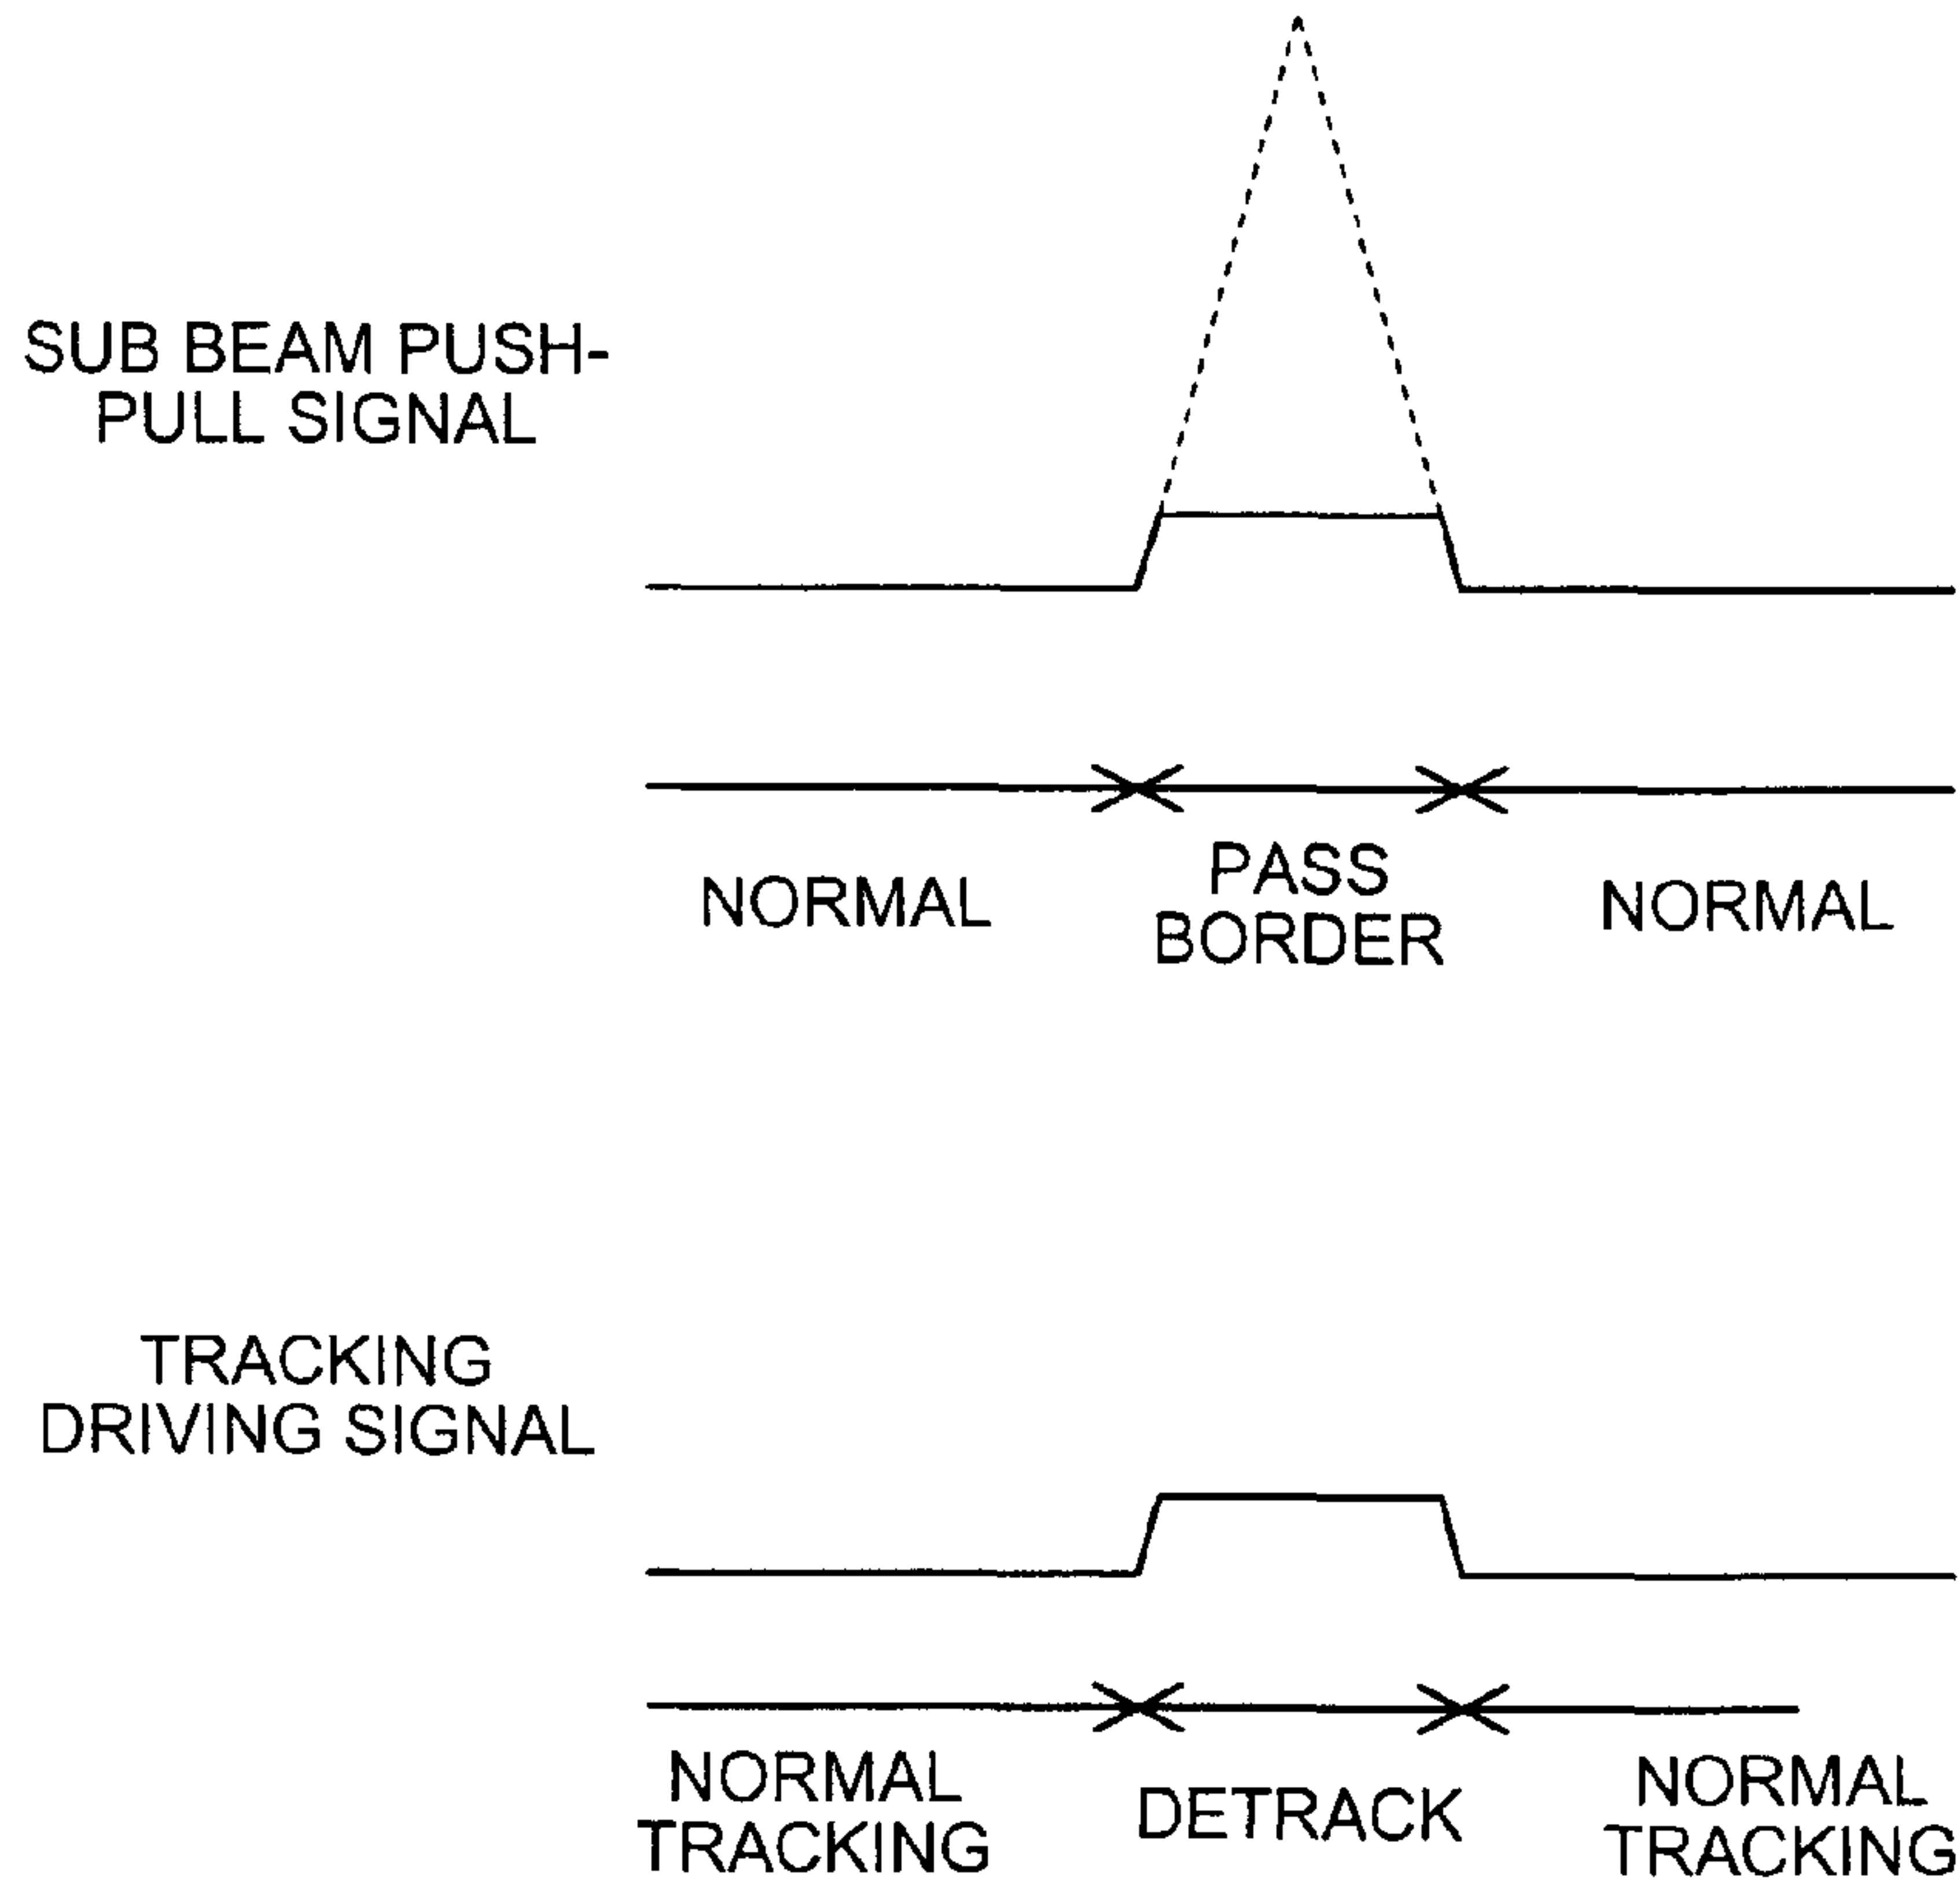 SUB BEAM PUSH-
PULL SIGNAL
NORMAL
PASS
BORDER
NORMAL
TRACKING
DRIVING SIGNAL
NORMAL
TRACKING
DETRACK
NORMAL
TRACKING